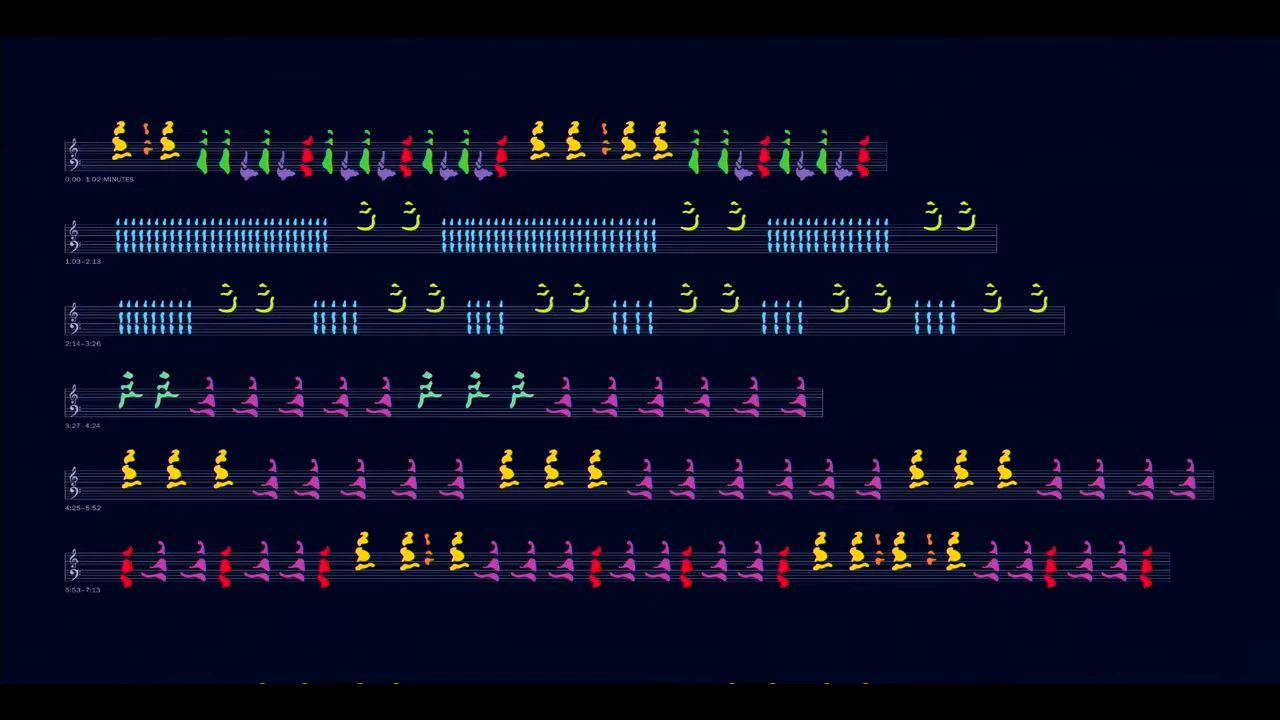 0:00 - 1:02 MINUTES
1:03 - 2:13
2:14 – 3:26
3:27 - 4:24
4:25 – 5:52
5:53 – 7:13